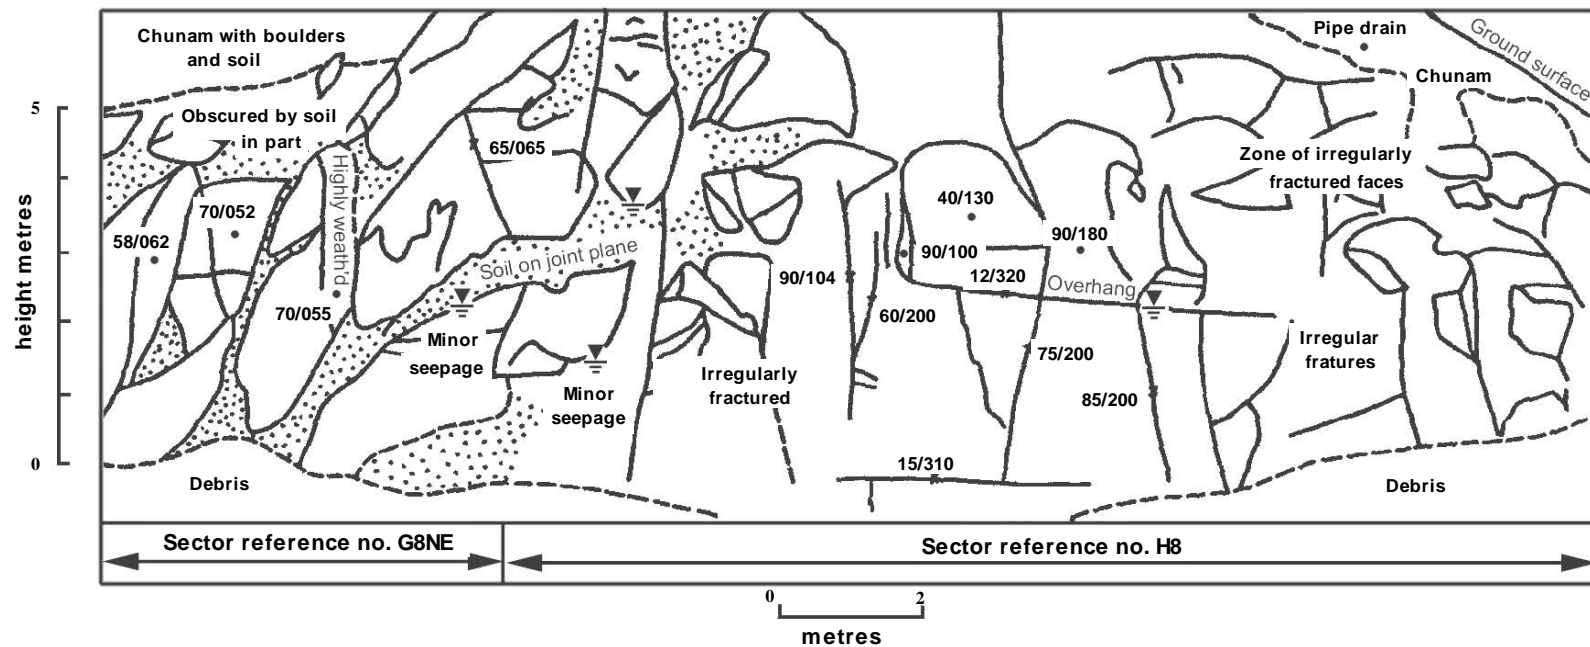 Chunam with boulders
and soil
Pipe drain
Ground surface
Chunam
5
Obscured by soil
in part
65/065
Zone of irregularly
fractured faces
Highly weath'd
70/052
40/130
58/062
90/180
90/100
Soil on joint plane
90/104
12/320
Overhang
70/055
60/200
height metres
Minor
seepage
75/200
Irregular
fratures
Irregularly
fractured
Minor
seepage
85/200
0
15/310
Debris
Debris
Sector reference no. G8NE
Sector reference no. H8
0 2
metres